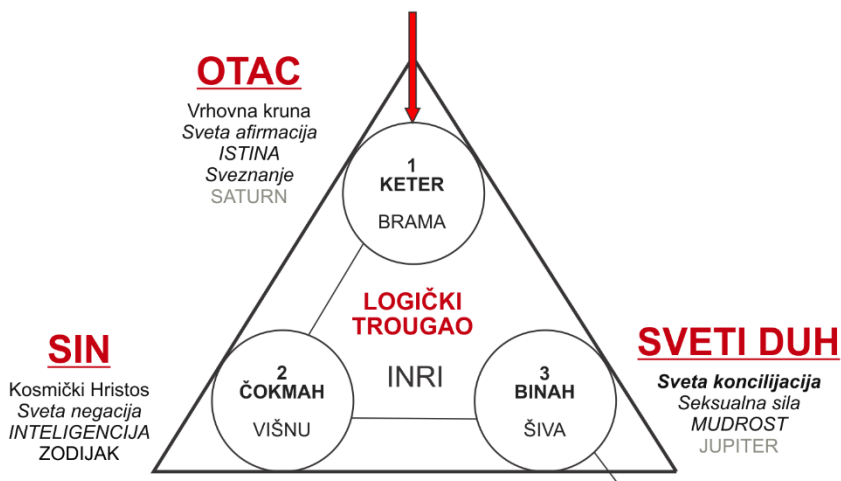 OTAC
Vrhovna kruna
Sveta afirmacija
ISTINA
Sveznanje
SATURN
1
KETER
BRAMA
LOGIČKI
TROUGAO
INRI
SIN
Kosmički Hristos
Sveta negacija
INTELIGENCIJA
ZODIJAK
2
ČOKMAH
VIŠNU
3
BINAH
ŠIVA
SVETI DUH
Sveta koncilijacija
Seksualna sila
MUDROST
JUPITER